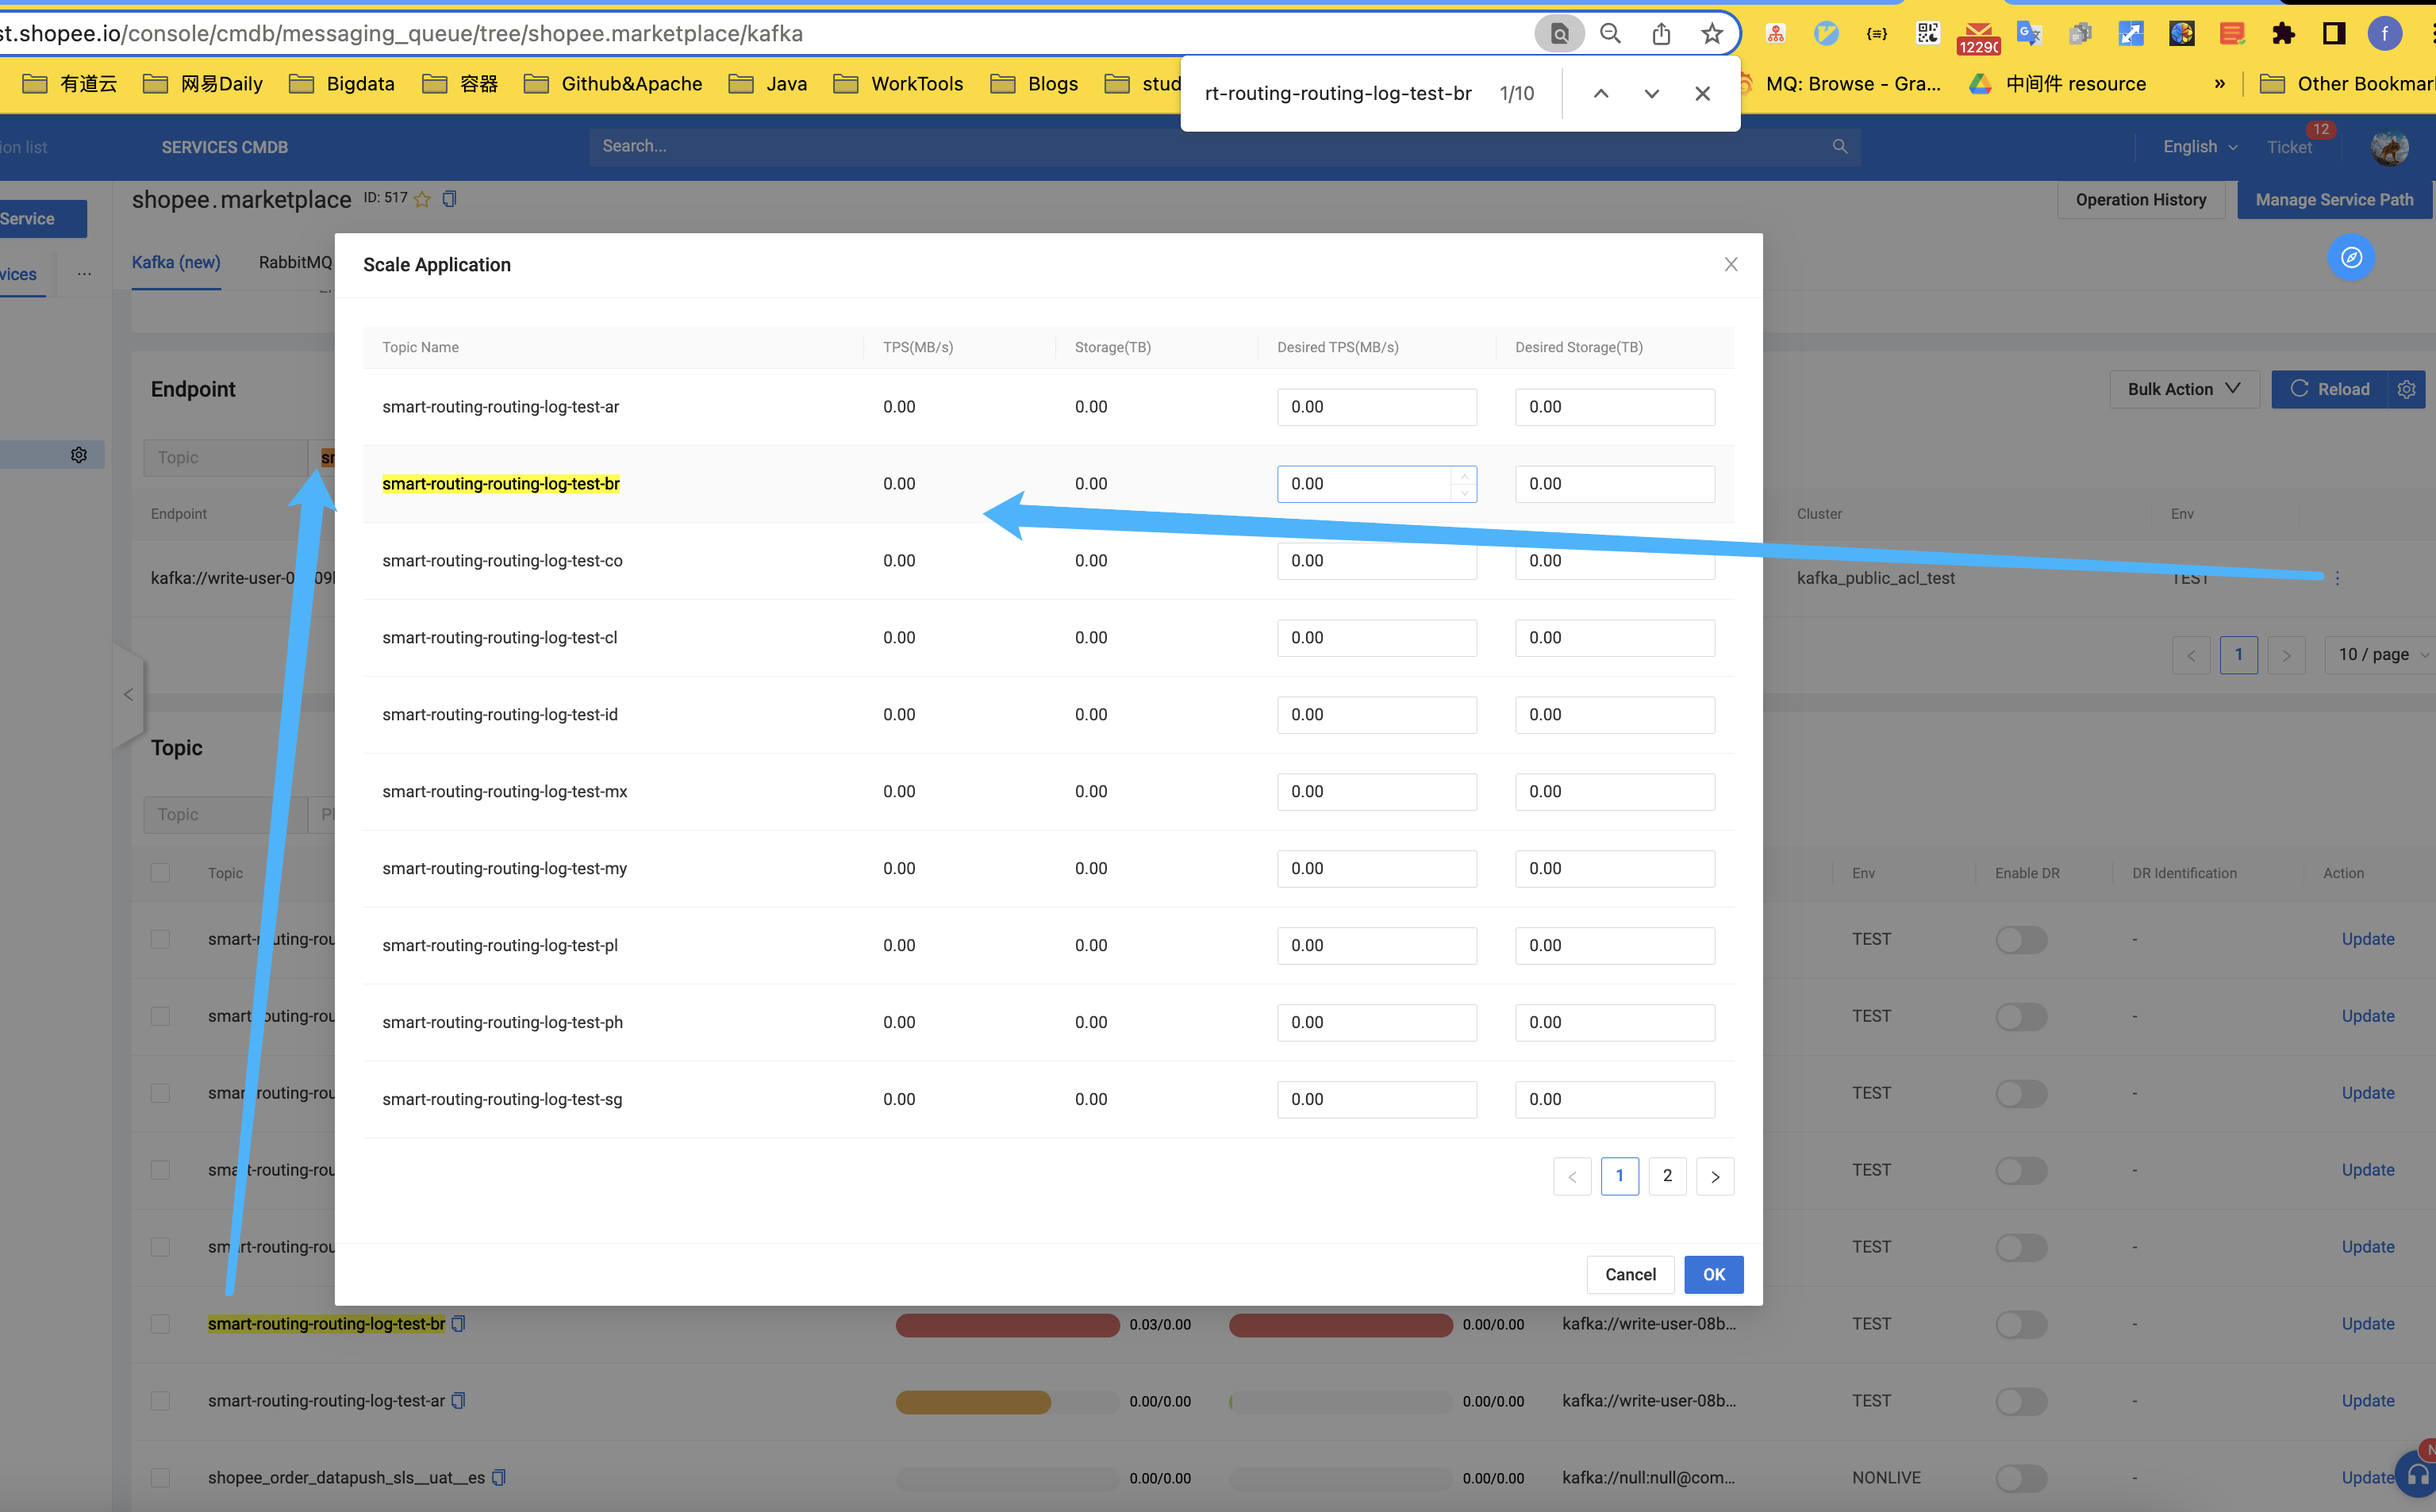 st.shopee.io/console/cmdb/messaging_queue/tree/shopee.marketplace/kafka
12290
f
有道云 网易Daily Bigdata 容器 Github&Apache Java WorkTools Blogs stud
rt-routing-routing-log-test-br 1/10
MQ: Browse - Gra... 中间件 resource » Other Bookmar
ion list SERVICES CMDB Search... English Ticket 12
Service shopee.marketplace ID: 517 Operation History Manage Service Path
vices ... Kafka (new) RabbitMQ
Scale Application
Topic Name TPS(MB/s) Storage(TB) Desired TPS(MB/s) Desired Storage(TB)
smart-routing-routing-log-test-ar 0.00 0.00 0.00 0.00
smart-routing-routing-log-test-br 0.00 0.00 0.00 0.00
smart-routing-routing-log-test-co 0.00 0.00 0.00 0.00
smart-routing-routing-log-test-cl 0.00 0.00 0.00 0.00
smart-routing-routing-log-test-id 0.00 0.00 0.00 0.00
smart-routing-routing-log-test-mx 0.00 0.00 0.00 0.00
smart-routing-routing-log-test-my 0.00 0.00 0.00 0.00
smart-routing-routing-log-test-pl 0.00 0.00 0.00 0.00
smart-routing-routing-log-test-ph 0.00 0.00 0.00 0.00
smart-routing-routing-log-test-sg 0.00 0.00 0.00 0.00
< 1 2 >
Cancel OK
Endpoint Bulk Action Reload
Topic sr
Endpoint Cluster Env
kafka://write-user-0 09 kafka_public_acl_test TEST
< 1 > 10 / page
Topic
Topic Pl
Topic Env Enable DR DR Identification Action
smart-routing-rou TEST - Update
smart-routing-rou TEST - Update
smart-routing-rou TEST - Update
smart-routing-rou TEST - Update
smart-routing-rou TEST - Update
smart-routing-routing-log-test-br 0.03/0.00 0.00/0.00 kafka://write-user-08b... TEST - Update
smart-routing-routing-log-test-ar 0.00/0.00 0.00/0.00 kafka://write-user-08b... TEST - Update
shopee_order_datapush_sls__uat__es 0.00/0.00 0.00/0.00 kafka://null:null@com... NONLIVE - Update